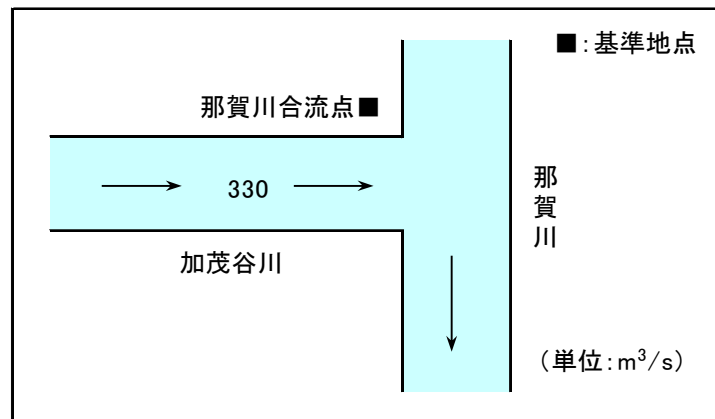 ■：基準地点
那賀川合流点■
330
那賀川
加茂谷川
（単位：m³/s）